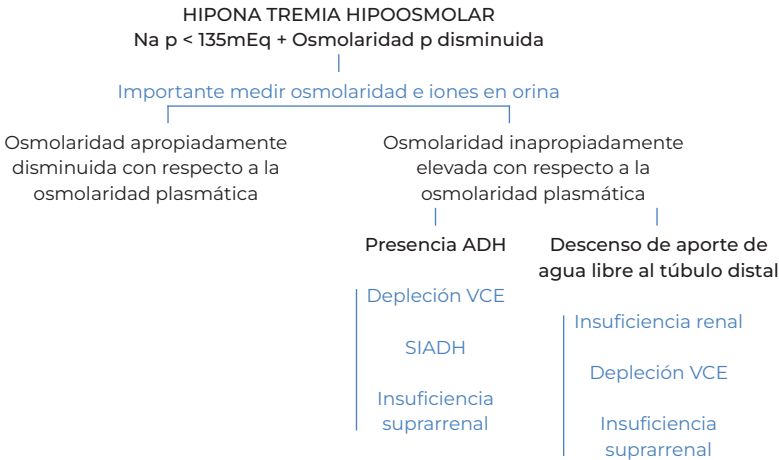 HIPONA TREMIA HIPOOSMOLAR
Na p < 135mEq + Osmolaridad p disminuida
Importante medir osmolaridad e iones en orina
Osmolaridad apropiadamente
disminuida con respecto a la
osmolaridad plasmática
Osmolaridad inapropiadamente
elevada con respecto a la
osmolaridad plasmática
Presencia ADH
Depleción VCE
SIADH
Insuficiencia
suprarrenal
Descenso de aporte de
agua libre al túbulo distal
Insuficiencia renal
Depleción VCE
Insuficiencia
suprarrenal